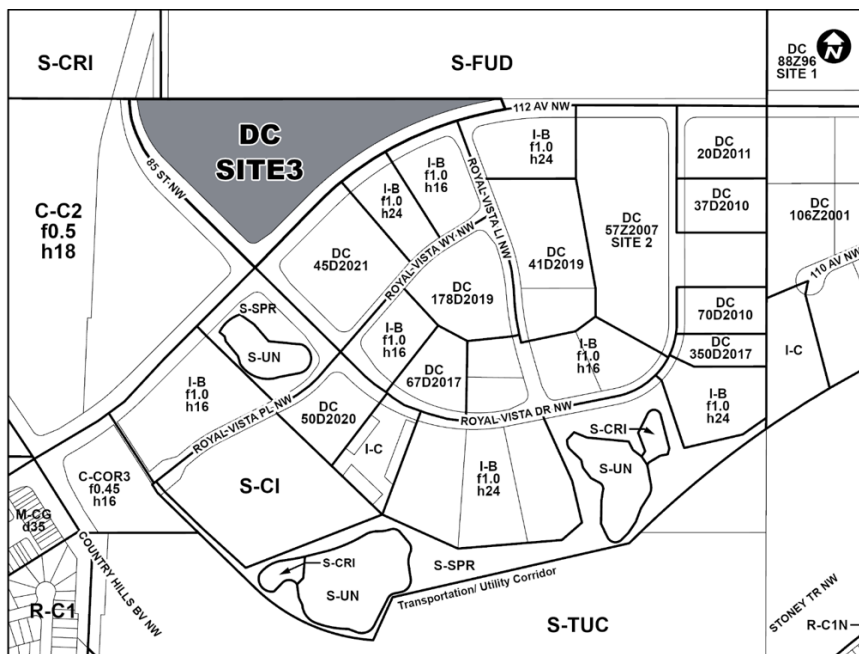 S-CRI
S-FUD
DC
88Z96
SITE 1
N
DC
SITE3
112 AV NW
85 ST NW
C-C2
f0.5
h18
I-B
f1.0
h24
I-B
f1.0
h16
ROYAL-VISTA LI NW
I-B
f1.0
h24
DC
20D2011
DC
37D2010
DC
106Z2001
DC
57Z2007
SITE 2
110 AV NW
DC
45D2021
ROYAL-VISTA WY NW
DC
178D2019
DC
41D2019
DC
70D2010
DC
350D2017
I-C
S-SPR
S-UN
I-B
f1.0
h16
I-B
f1.0
h16
DC
67D2017
I-B
f1.0
h16
I-B
f1.0
h24
ROYAL-VISTA PL NW
DC
50D2020
ROYAL-VISTA DR NW
S-CRI
S-UN
C-COR3
f0.45
h16
S-CI
I-C
I-B
f1.0
h24
M-CG
d35
COUNTRY HILLS BV NW
S-CRI
S-UN
S-SPR
Transportation/ Utility Corridor
R-C1
S-TUC
STONEY TR NW
R-C1N